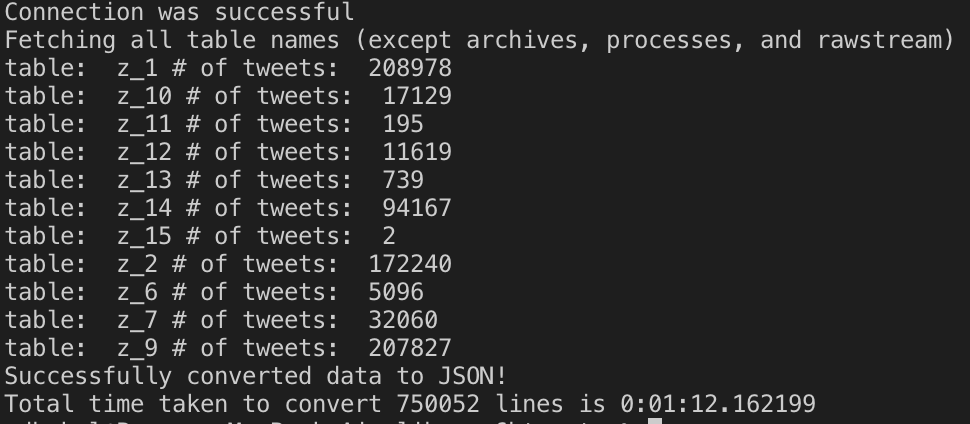 Connection was successful
Fetching all table names (except archives, processes, and rawstream)
table:  z_1 # of tweets:  208978
table:  z_10 # of tweets:  17129
table:  z_11 # of tweets:  195
table:  z_12 # of tweets:  11619
table:  z_13 # of tweets:  739
table:  z_14 # of tweets:  94167
table:  z_15 # of tweets:  2
table:  z_2 # of tweets:  172240
table:  z_6 # of tweets:  5096
table:  z_7 # of tweets:  32060
table:  z_9 # of tweets:  207827
Successfully converted data to JSON!
Total time taken to convert 750052 lines is 0:01:12.162199